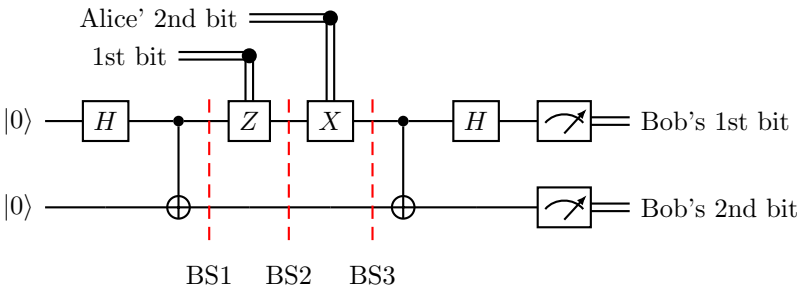 Alice' 2nd bit
1st bit
|0⟩ H Z X H Bob's 1st bit
|0⟩ Bob's 2nd bit
BS1 BS2 BS3